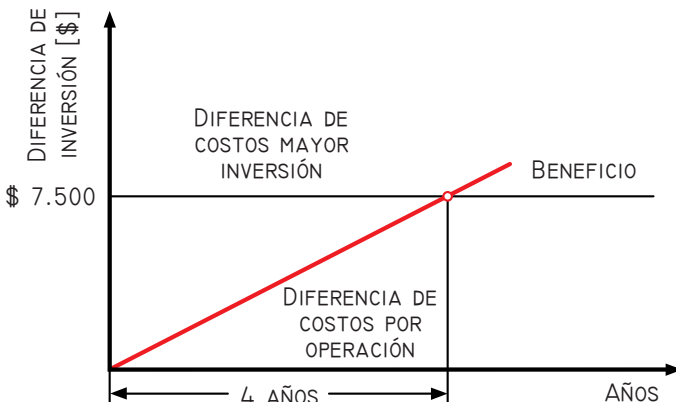 DIFERENCIA DE
INVERSIÓN [$]
DIFERENCIA DE
COSTOS MAYOR
INVERSIÓN
BENEFICIO
$ 7.500
DIFERENCIA DE
COSTOS POR
OPERACIÓN
4 AÑOS
AÑOS